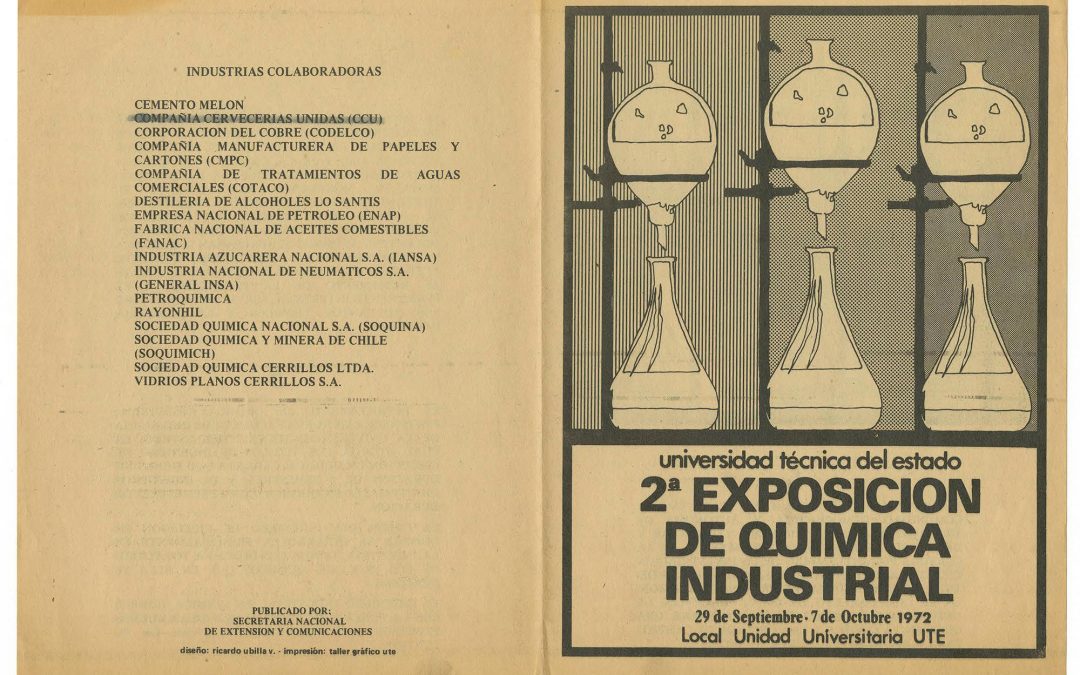 INDUSTRIAS COLABORADORAS
CEMENTO MELON
COMPAÑIA CERVECERIAS UNIDAS (CCU)
CORPORACION DEL COBRE (CODELCO)
COMPAÑIA MANUFACTURERA DE PAPELES Y
CARTONES (CMPC)
COMPAÑIA DE TRATAMIENTOS DE AGUAS
COMERCIALES (COTACO)
DESTILERIA DE ALCOHOLES LO SANTIS
EMPRESA NACIONAL DE PETROLEO (ENAP)
FABRICA NACIONAL DE ACEITES COMESTIBLES
(FANAC)
INDUSTRIA AZUCARERA NACIONAL S.A. (IANSA)
INDUSTRIA NACIONAL DE NEUMATICOS S.A.
(GENERAL INSA)
PETROQUIMICA
RAYONHIL
SOCIEDAD QUIMICA NACIONAL S.A. (SOQUINA)
SOCIEDAD QUIMICA Y MINERA DE CHILE
(SOQUIMICH)
SOCIEDAD QUIMICA CERRILLOS LTDA.
VIDRIOS PLANOS CERRILLOS S.A.
PUBLICADO POR;
SECRETARIA NACIONAL
DE EXTENSION Y COMUNICACIONES
diseño: ricardo ubilla v. - impresión: taller gráfico ute
universidad técnica del estado
2ª EXPOSICION
DE QUIMICA
INDUSTRIAL
29 de Septiembre - 7 de Octubre 1972
Local Unidad Universitaria UTE